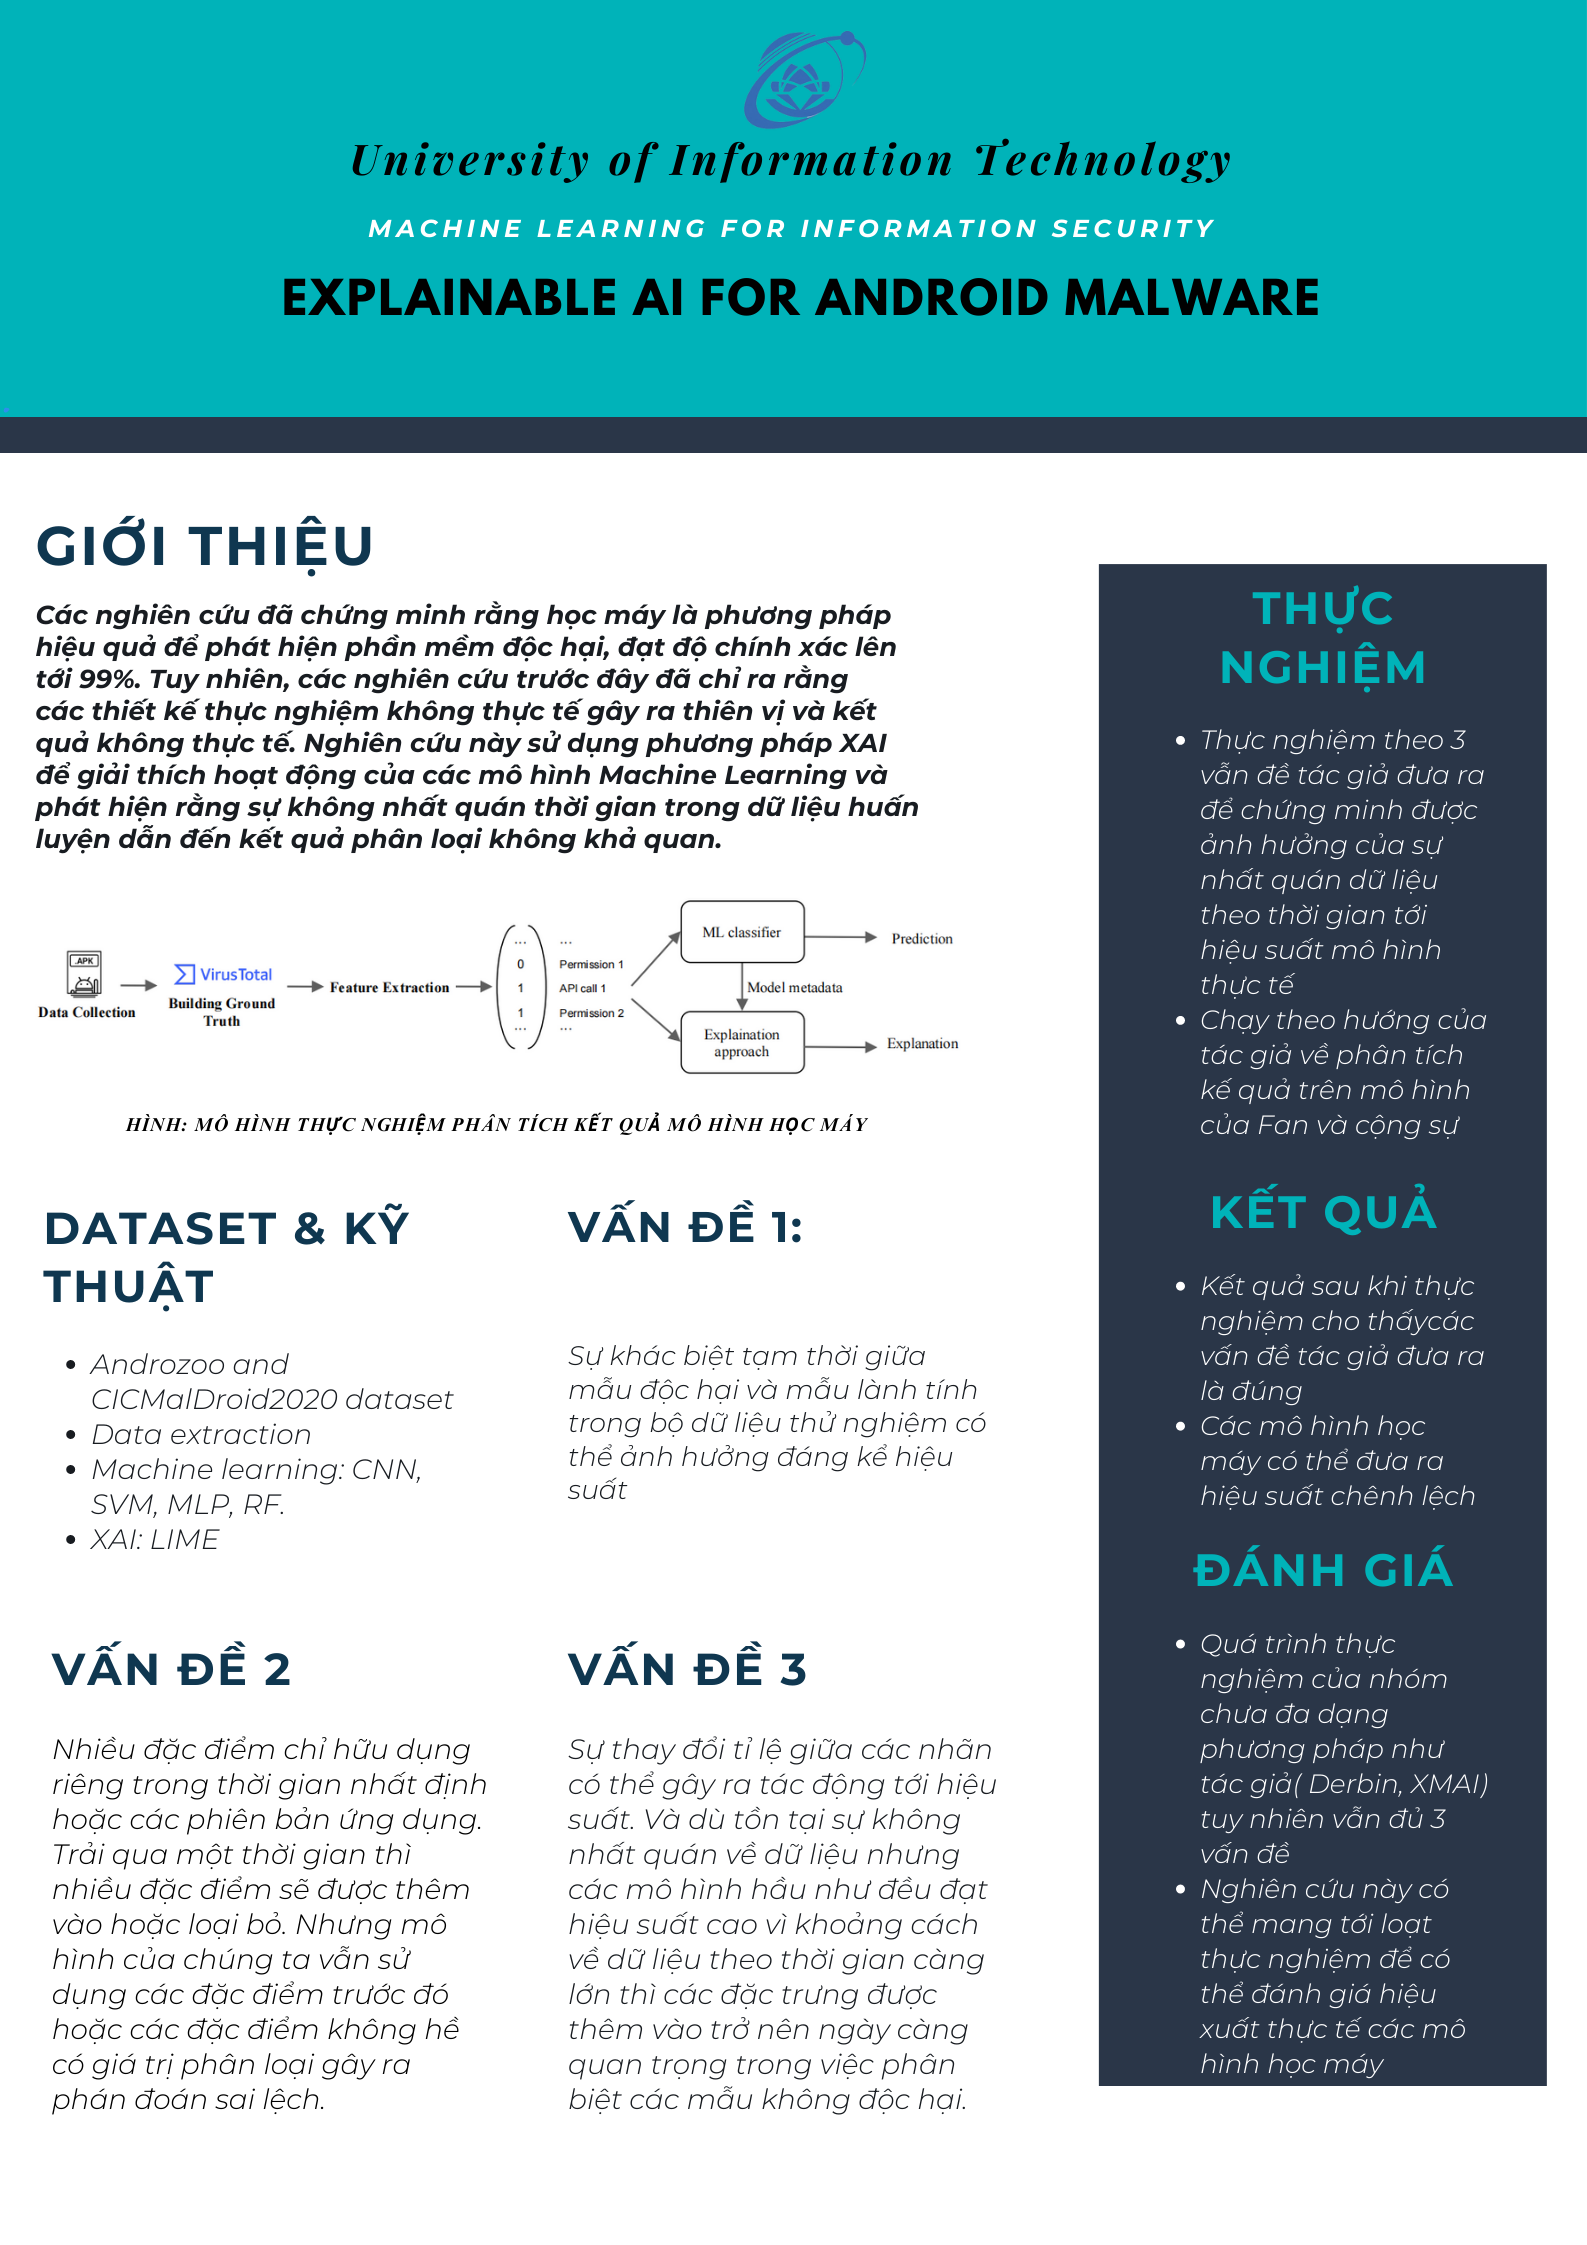 University of Information Technology
MACHINE LEARNING FOR INFORMATION SECURITY
EXPLAINABLE AI FOR ANDROID MALWARE
GIỚI THIỆU
Các nghiên cứu đã chứng minh rằng học máy là phương pháp
hiệu quả để phát hiện phần mềm độc hại, đạt độ chính xác lên
tới 99%. Tuy nhiên, các nghiên cứu trước đây đã chỉ ra rằng
các thiết kế thực nghiệm không thực tế gây ra thiên vị và kết
quả không thực tế. Nghiên cứu này sử dụng phương pháp XAI
để giải thích hoạt động của các mô hình Machine Learning và
phát hiện rằng sự không nhất quán thời gian trong dữ liệu huấn
luyện dẫn đến kết quả phân loại không khả quan.
.APK
Data Collection
VirusTotal
Building Ground
Truth
Feature Extraction
... ...
0 Permission 1
1 API call 1
1 Permission 2
... ...
ML classifier
Prediction
Model metadata
Explaination
approach
Explanation
HÌNH: MÔ HÌNH THỰC NGHIỆM PHÂN TÍCH KẾT QUẢ MÔ HÌNH HỌC MÁY
DATASET & KỸ
THUẬT
• Androzoo and
CICMalDroid2020 dataset
• Data extraction
• Machine learning: CNN,
SVM, MLP, RF.
• XAI: LIME
VẤN ĐỀ 1:
Sự khác biệt tạm thời giữa
mẫu độc hại và mẫu lành tính
trong bộ dữ liệu thử nghiệm có
thể ảnh hưởng đáng kể hiệu
suất
VẤN ĐỀ 2
Nhiều đặc điểm chỉ hữu dụng
riêng trong thời gian nhất định
hoặc các phiên bản ứng dụng.
Trải qua một thời gian thì
nhiều đặc điểm sẽ được thêm
vào hoặc loại bỏ. Nhưng mô
hình của chúng ta vẫn sử
dụng các đặc điểm trước đó
hoặc các đặc điểm không hề
có giá trị phân loại gây ra
phán đoán sai lệch.
VẤN ĐỀ 3
Sự thay đổi tỉ lệ giữa các nhãn
có thể gây ra tác động tới hiệu
suất. Và dù tồn tại sự không
nhất quán về dữ liệu nhưng
các mô hình hầu như đều đạt
hiệu suất cao vì khoảng cách
về dữ liệu theo thời gian càng
lớn thì các đặc trưng được
thêm vào trở nên ngày càng
quan trọng trong việc phân
biệt các mẫu không độc hại.
THỰC
NGHIỆM
• Thực nghiệm theo 3
vẫn đề tác giả đưa ra
để chứng minh được
ảnh hưởng của sự
nhất quán dữ liệu
theo thời gian tới
hiệu suất mô hình
thực tế
• Chạy theo hướng của
tác giả về phân tích
kế quả trên mô hình
của Fan và cộng sự
KẾT QUẢ
• Kết quả sau khi thực
nghiệm cho thấycác
vấn đề tác giả đưa ra
là đúng
• Các mô hình học
máy có thể đưa ra
hiệu suất chênh lệch
ĐÁNH GIÁ
• Quá trình thực
nghiệm của nhóm
chưa đa dạng
phương pháp như
tác giả( Derbin, XMAI)
tuy nhiên vẫn đủ 3
vấn đề
• Nghiên cứu này có
thể mang tới loạt
thực nghiệm để có
thể đánh giá hiệu
xuất thực tế các mô
hình học máy